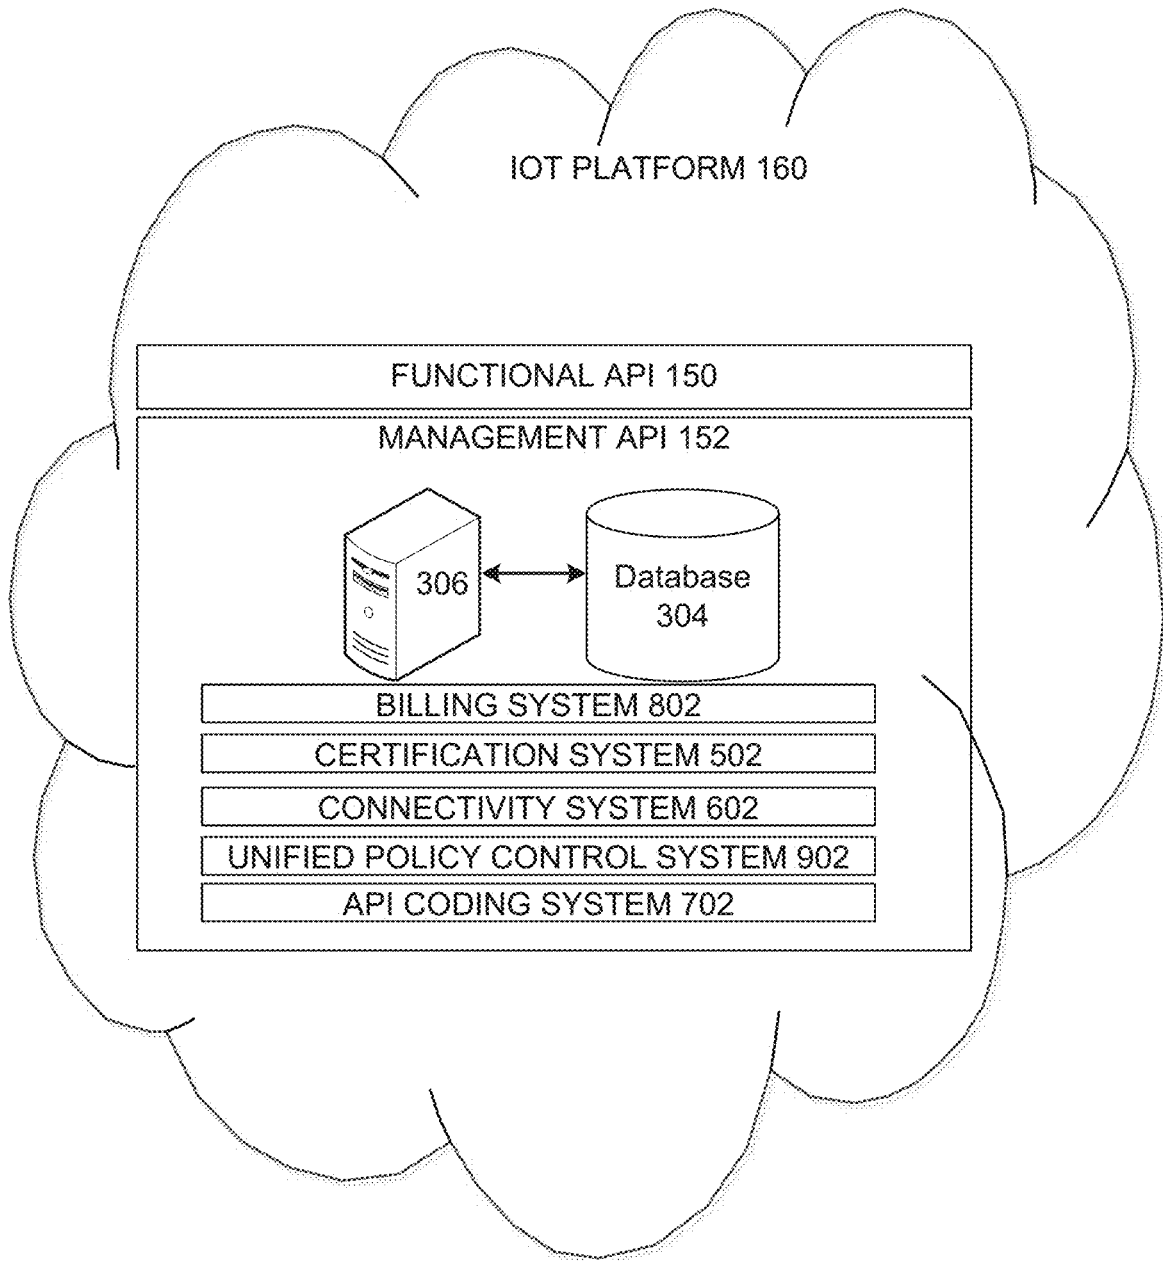 IOT PLATFORM 160
FUNCTIONAL API 150
MANAGEMENT API 152
306
Database
304
BILLING SYSTEM 802
CERTIFICATION SYSTEM 502
CONNECTIVITY SYSTEM 602
UNIFIED POLICY CONTROL SYSTEM 902
API CODING SYSTEM 702